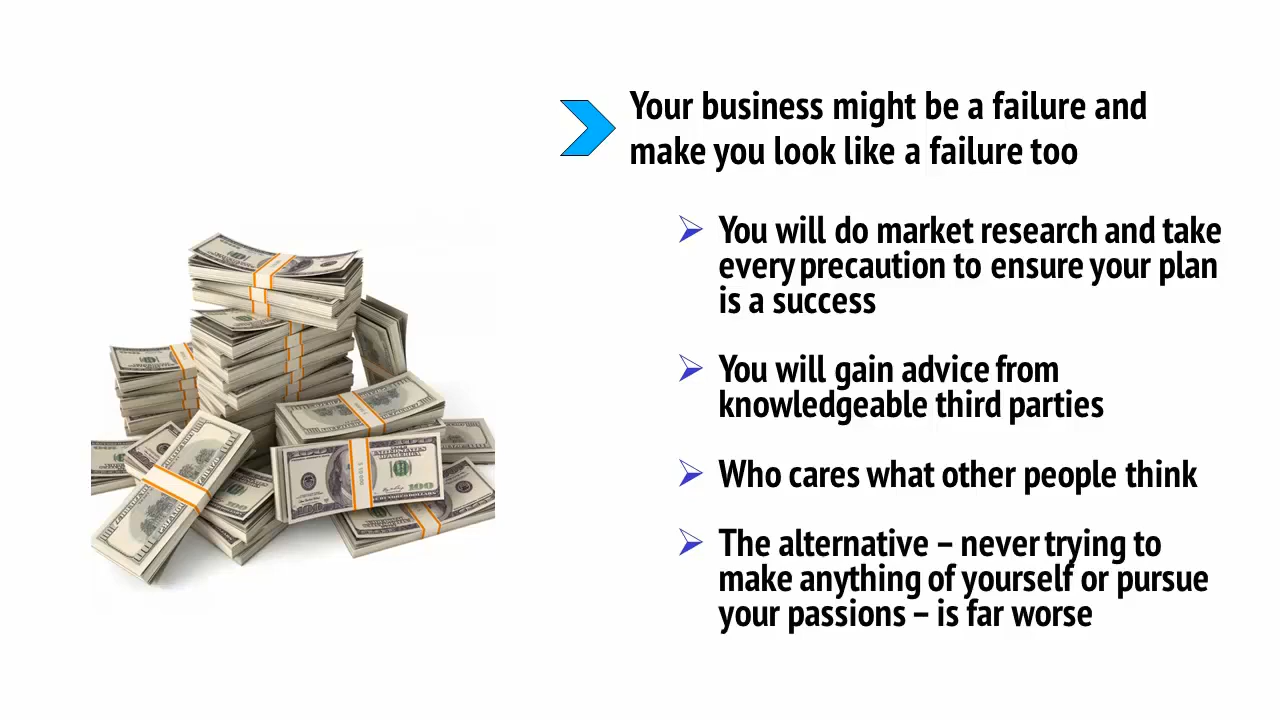 Your business might be a failure and
make you look like a failure too
You will do market research and take
every precaution to ensure your plan
is a success
You will gain advice from
knowledgeable third parties
Who cares what other people think
The alternative – never trying to
make anything of yourself or pursue
your passions – is far worse